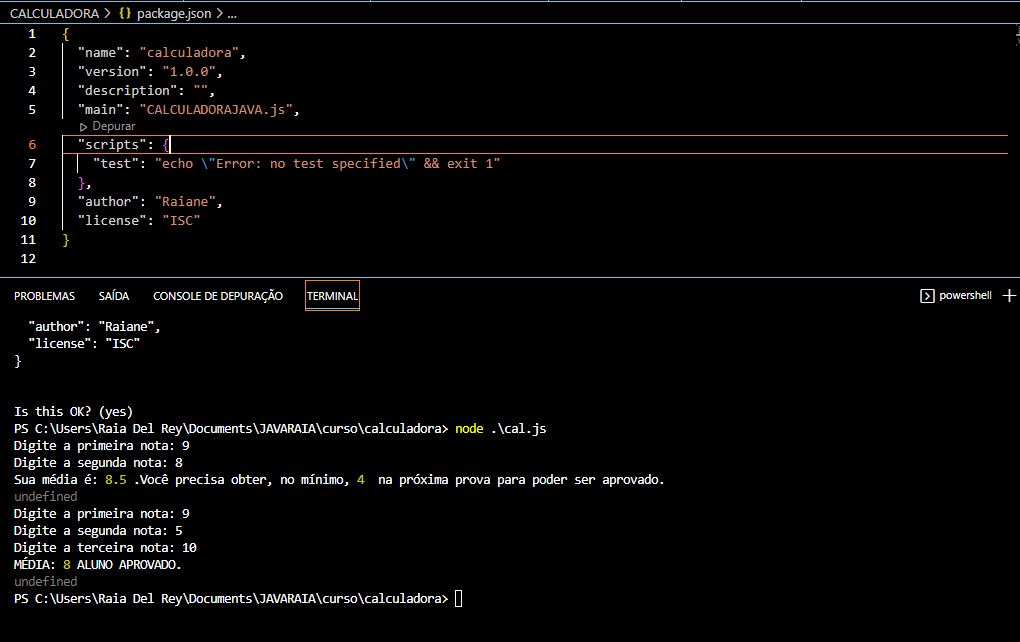 CALCULADORA > {} package.json > ...
1 {
2 "name": "calculadora",
3 "version": "1.0.0",
4 "description": "",
5 "main": "CALCULADORAJAVA.js",
Depurar
6 "scripts": {
7 "test": "echo \"Error: no test specified\" && exit 1"
8 },
9 "author": "Raiane",
10 "license": "ISC"
11 }
12
PROBLEMAS SAÍDA CONSOLE DE DEPURAÇÃO TERMINAL powershell +
"author": "Raiane",
"license": "ISC"
}
Is this OK? (yes)
PS C:\Users\Raia Del Rey\Documents\JAVARAIA\curso\calculadora> node .\cal.js
Digite a primeira nota: 9
Digite a segunda nota: 8
Sua média é: 8.5 .Você precisa obter, no mínimo, 4  na próxima prova para poder ser aprovado.
undefined
Digite a primeira nota: 9
Digite a segunda nota: 5
Digite a terceira nota: 10
MÉDIA: 8 ALUNO APROVADO.
undefined
PS C:\Users\Raia Del Rey\Documents\JAVARAIA\curso\calculadora>